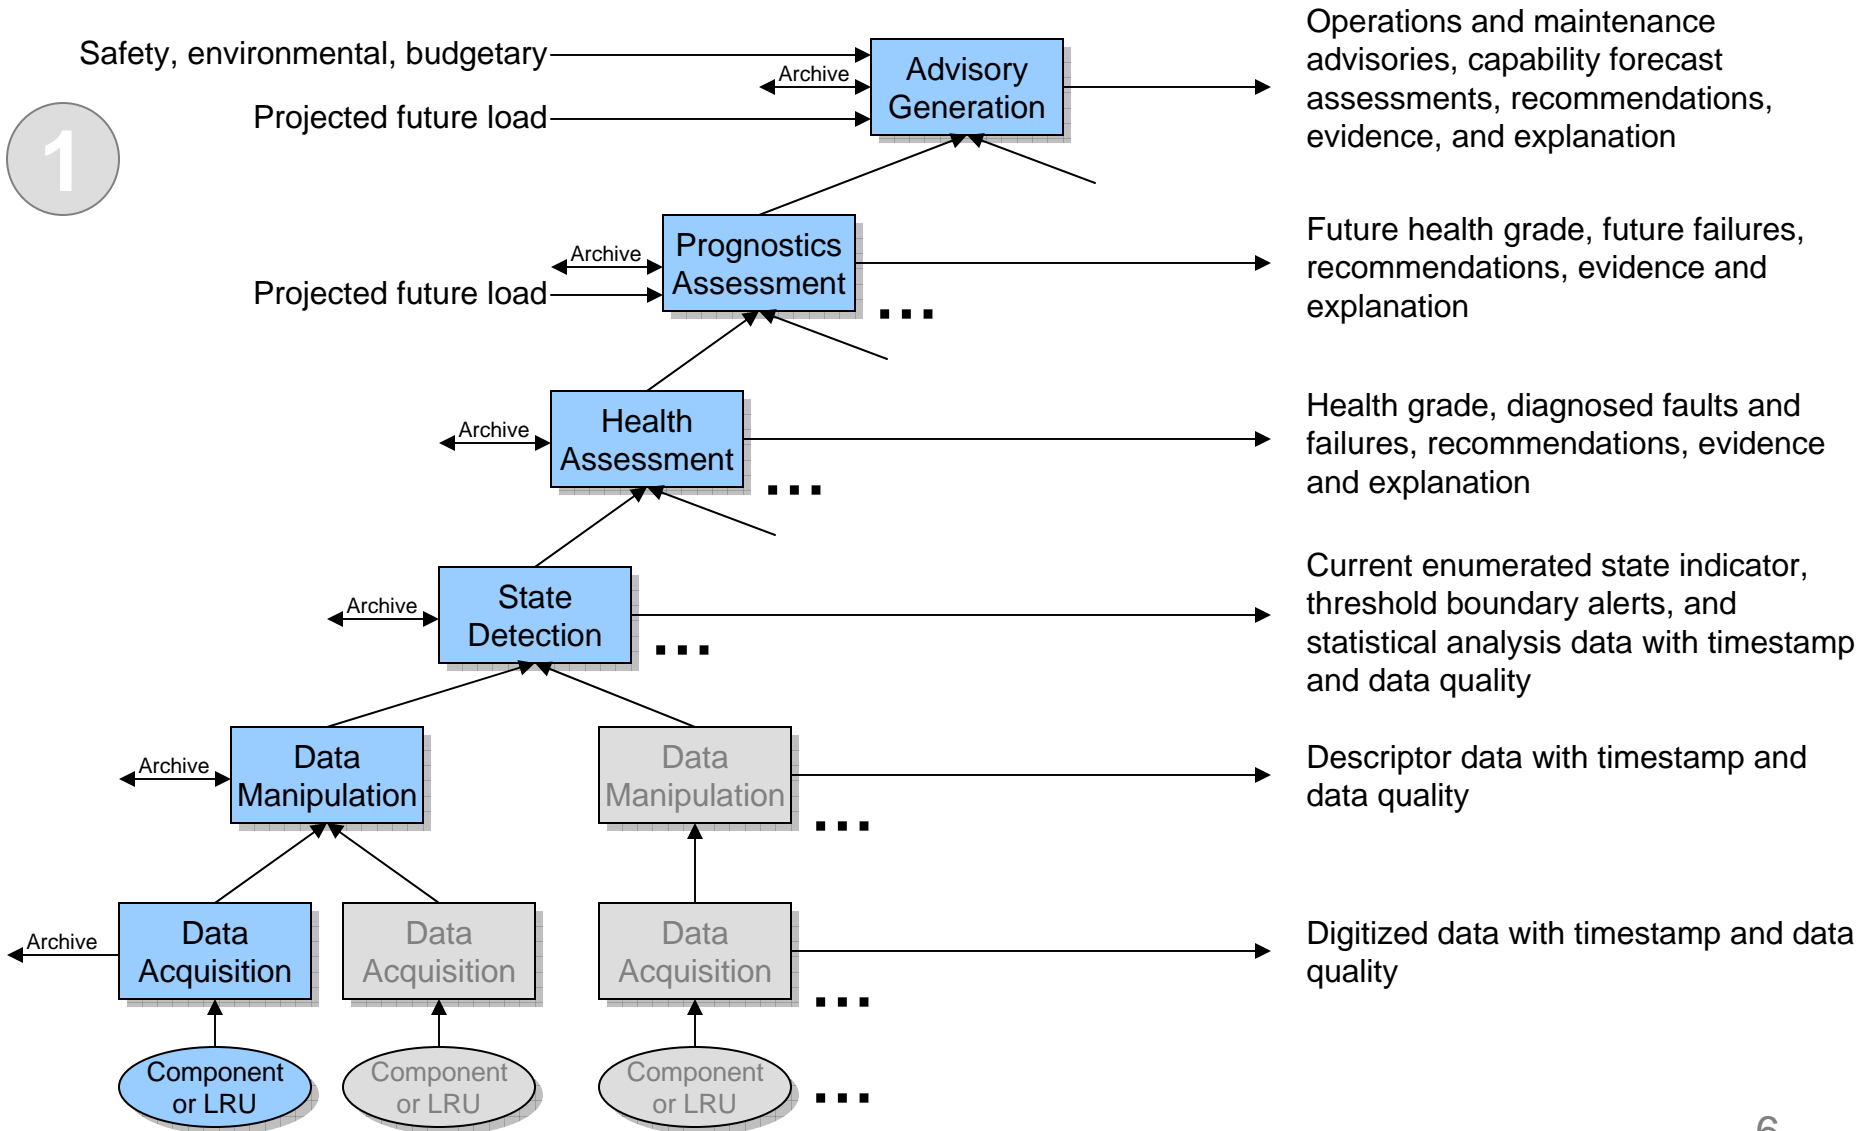 Safety, environmental, budgetary
Archive
Projected future load
Advisory
Generation
Operations and maintenance
advisories, capability forecast
assessments, recommendations,
evidence, and explanation
1
Archive
Projected future load
Prognostics
Assessment
...
Future health grade, future failures,
recommendations, evidence and
explanation
Archive
Health
Assessment
...
Health grade, diagnosed faults and
failures, recommendations, evidence
and explanation
Archive
State
Detection
...
Current enumerated state indicator,
threshold boundary alerts, and
statistical analysis data with timestamp
and data quality
Archive
Data
Manipulation
Data
Manipulation
...
Descriptor data with timestamp and
data quality
Archive
Data
Acquisition
Data
Acquisition
Data
Acquisition
...
Digitized data with timestamp and data
quality
Component
or LRU
Component
or LRU
Component
or LRU
...
6